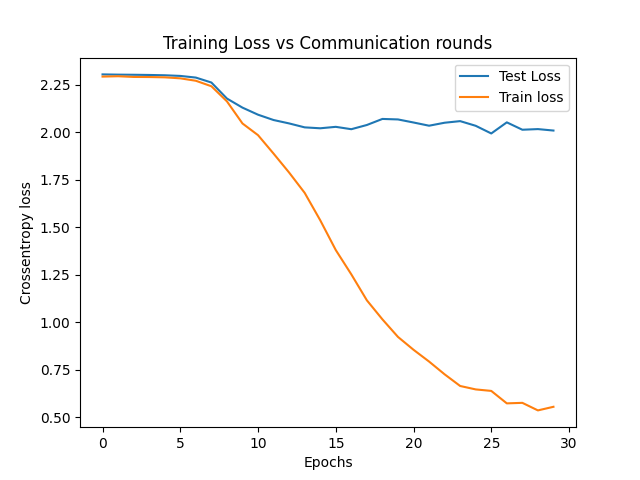 Training Loss vs Communication rounds
Test Loss
Train loss
Crossentropy loss
2.25
2.00
1.75
1.50
1.25
1.00
0.75
0.50
0 5 10 15 20 25 30
Epochs